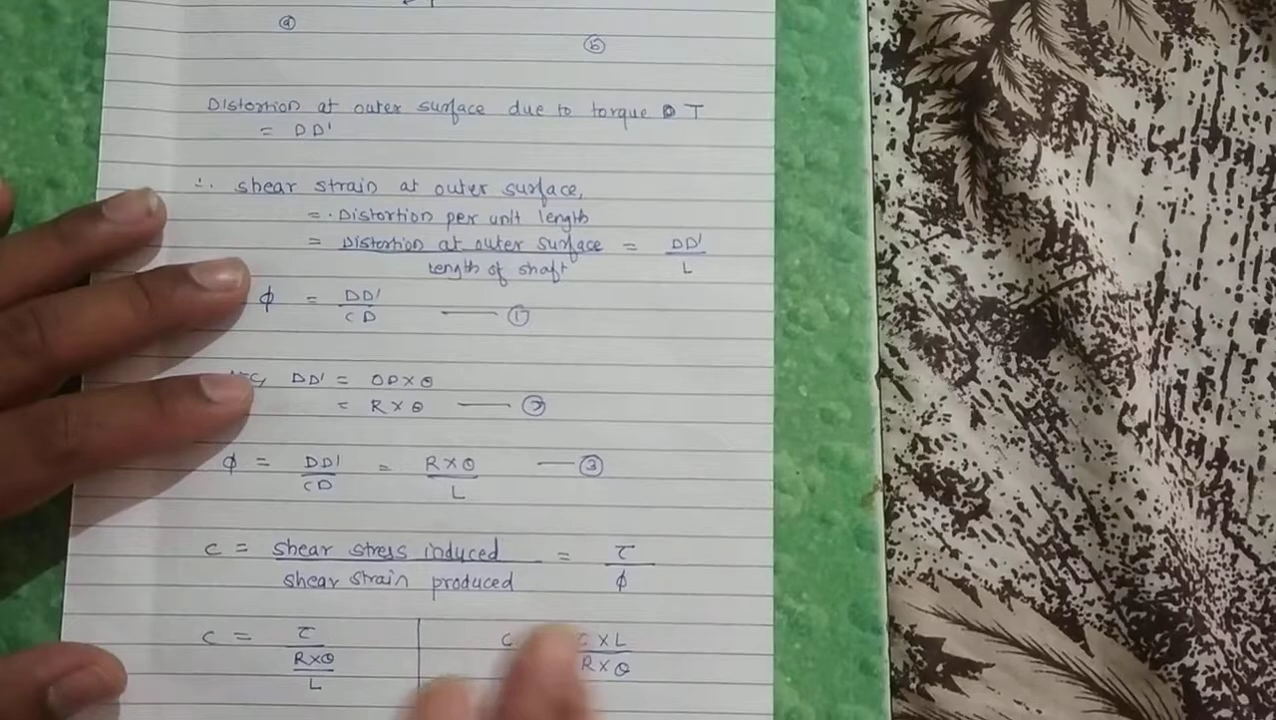 ⓐ
ⓑ
Distortion at outer surface due to torque T
= DD'
∴ shear strain at outer surface,
= Distortion per unit length
= Distortion at outer surface / Length of shaft = DD' / L
ϕ = DD' / CD — ①
DD' = OD × θ
= R × θ — ②
ϕ = DD' / CD = R × θ / L — ③
C = shear stress induced / shear strain produced = τ / ϕ
C = τ / (R×θ / L)
C × L / R × θ